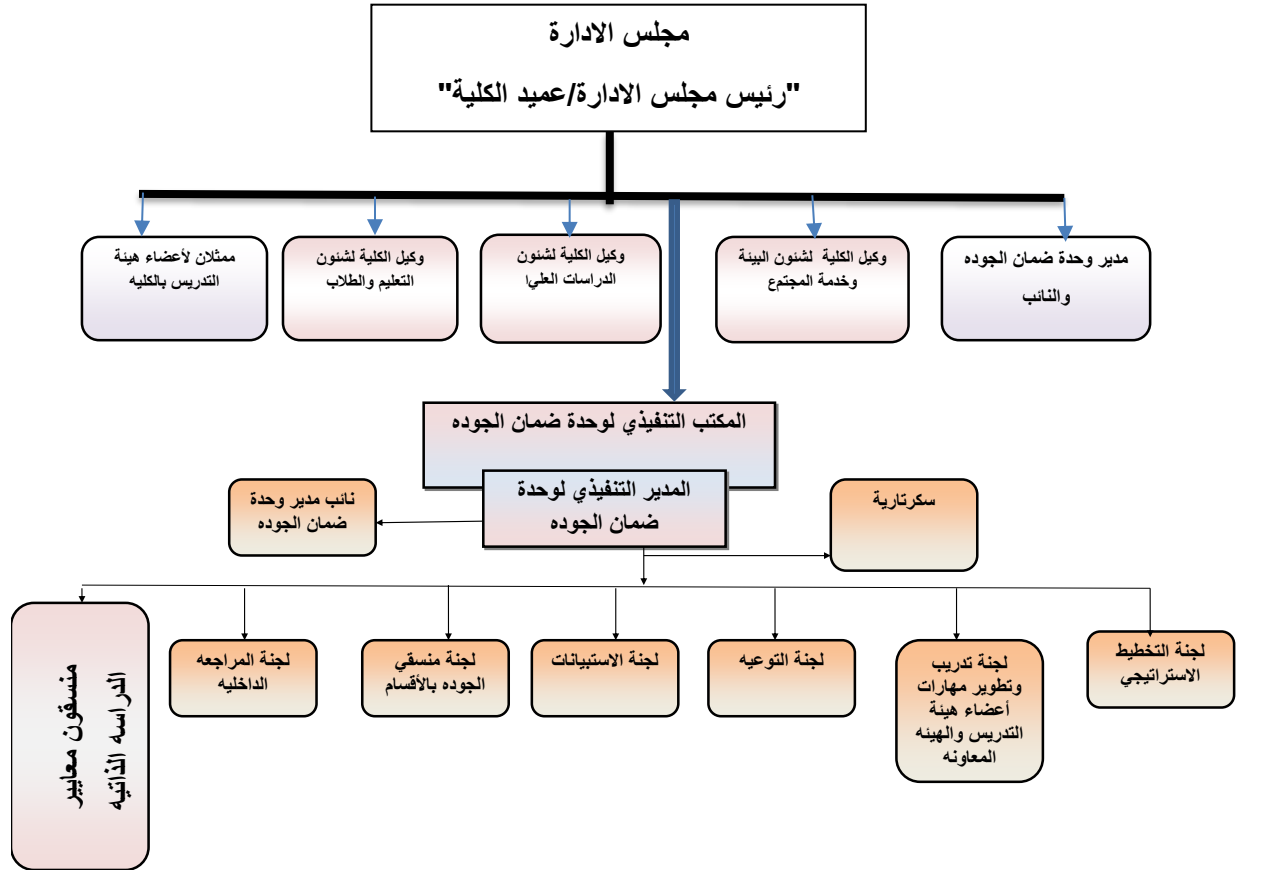 مجلس الادارة
"رئيس مجلس الادارة/عميد الكلية"
مدير وحدة ضمان الجوده
والنائب
وكيل الكلية لشئون البيئة
وخدمة المجتمع
وكيل الكلية لشئون
الدراسات العليا
وكيل الكلية لشئون
التعليم والطلاب
ممثلان لأعضاء هيئة
التدريس بالكليه
المكتب التنفيذي لوحدة ضمان الجوده
المدير التنفيذي لوحدة
ضمان الجوده
سكرتارية
نائب مدير وحدة
ضمان الجوده
لجنة التخطيط
الاستراتيجي
لجنة تدريب
وتطوير مهارات
أعضاء هيئة
التدريس والهيئه
المعاونه
لجنة التوعيه
لجنة الاستبيانات
لجنة منسقي
الجوده بالأقسام
لجنة المراجعه
الداخليه
منسقون معايير
الدراسه الذاتيه